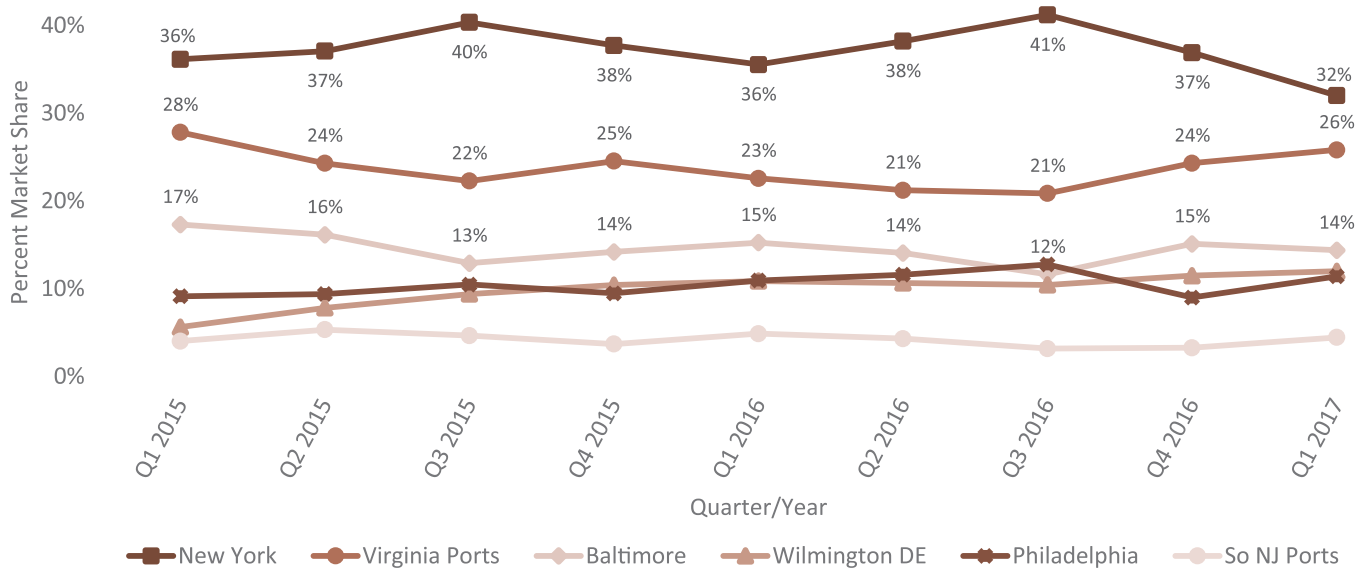 40%
36%
37%
40%
38%
36%
38%
41%
37%
32%
30%
28%
24%
22%
25%
23%
21%
21%
24%
26%
20%
17%
16%
13%
14%
15%
14%
12%
15%
14%
10%
0%
Percent Market Share
Q1 2015
Q2 2015
Q3 2015
Q4 2015
Q1 2016
Q2 2016
Q3 2016
Q4 2016
Q1 2017
Quarter/Year
New York Virginia Ports Baltimore Wilmington DE Philadelphia So NJ Ports